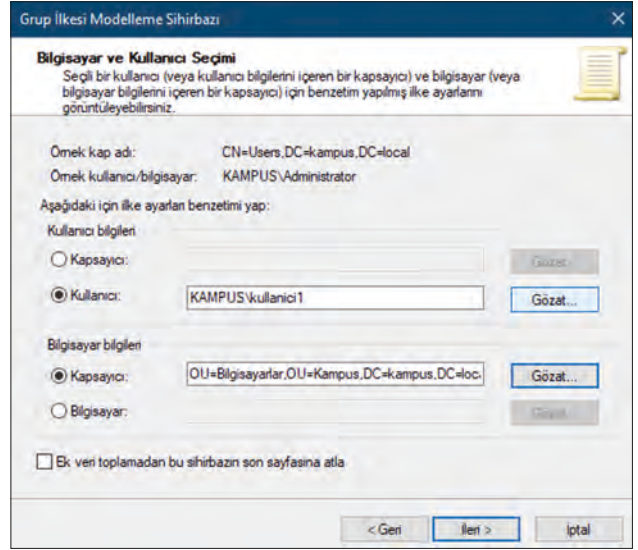 Grup İlkesi Modelleme Sihirbazı
Bilgisayar ve Kullanıcı Seçimi
Seçili bir kullanıcı (veya kullanıcı bilgilerini içeren bir kapsayıcı) ve bilgisayar (veya
bilgisayar bilgilerini içeren bir kapsayıcı) için benzetim yapılmış ilke ayarlarını
görüntüleyebilirsiniz.
Örnek kap adı: CN=Users,DC=kampus,DC=local
Örnek kullanıcı/bilgisayar: KAMPUS\Administrator
Aşağıdaki için ilke ayarları benzetimi yap:
Kullanıcı bilgileri
Kapsayıcı: Gözat...
Kullanıcı: KAMPUS\kullanici1 Gözat...
Bilgisayar bilgileri
Kapsayıcı: OU=Bilgisayarlar,OU=Kampus,DC=kampus,DC=loc Gözat...
Bilgisayar: Gözat...
Ek veri toplamadan bu sihirbazın son sayfasına atla
< Geri İleri > İptal